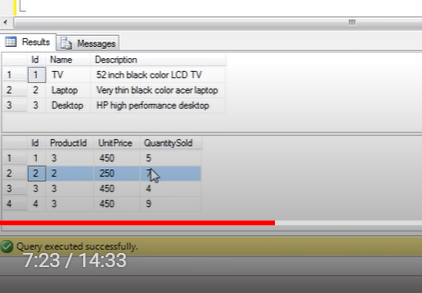 Results Messages
Id Name Description
1 1 TV 52 inch black color LCD TV
2 2 Laptop Very thin black color acer laptop
3 3 Desktop HP high performance desktop
Id ProductId UnitPrice QuantitySold
1 1 3 450 5
2 2 2 250 7
3 3 3 450 4
4 4 3 450 9
Query executed successfully.
7:23 / 14:33